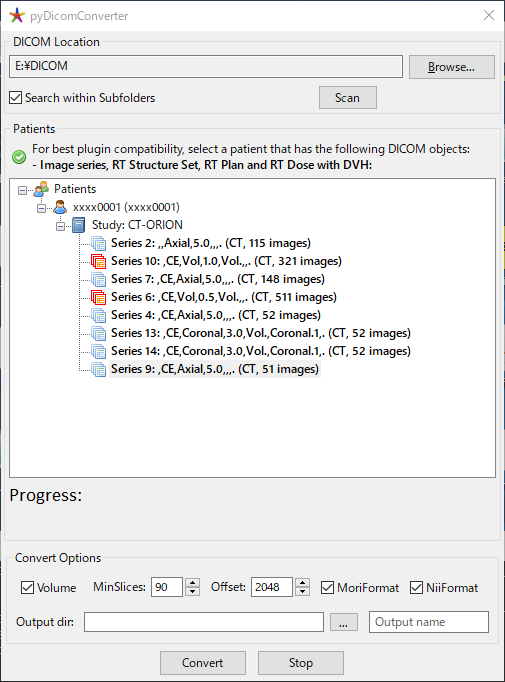 pyDicomConverter
DICOM Location
E:¥DICOM
Browse...
Search within Subfolders
Scan
Patients
For best plugin compatibility, select a patient that has the following DICOM objects:
- Image series, RT Structure Set, RT Plan and RT Dose with DVH:
Patients
xxxx0001 (xxxx0001)
Study: CT-ORION
Series 2: ,,Axial,5.0,,,. (CT, 115 images)
Series 10: ,CE,Vol,1.0,Vol.,,. (CT, 321 images)
Series 7: ,CE,Axial,5.0,,,. (CT, 148 images)
Series 6: ,CE,Vol,0.5,Vol.,,. (CT, 511 images)
Series 4: ,CE,Axial,5.0,,,. (CT, 52 images)
Series 13: ,CE,Coronal,3.0,Vol.,Coronal.1,. (CT, 52 images)
Series 14: ,CE,Coronal,3.0,Vol.,Coronal.1,. (CT, 52 images)
Series 9: ,CE,Axial,5.0,,,. (CT, 51 images)
Progress:
Convert Options
Volume MinSlices: 90 Offset: 2048 MoriFormat NiiFormat
Output dir: ... Output name
Convert Stop